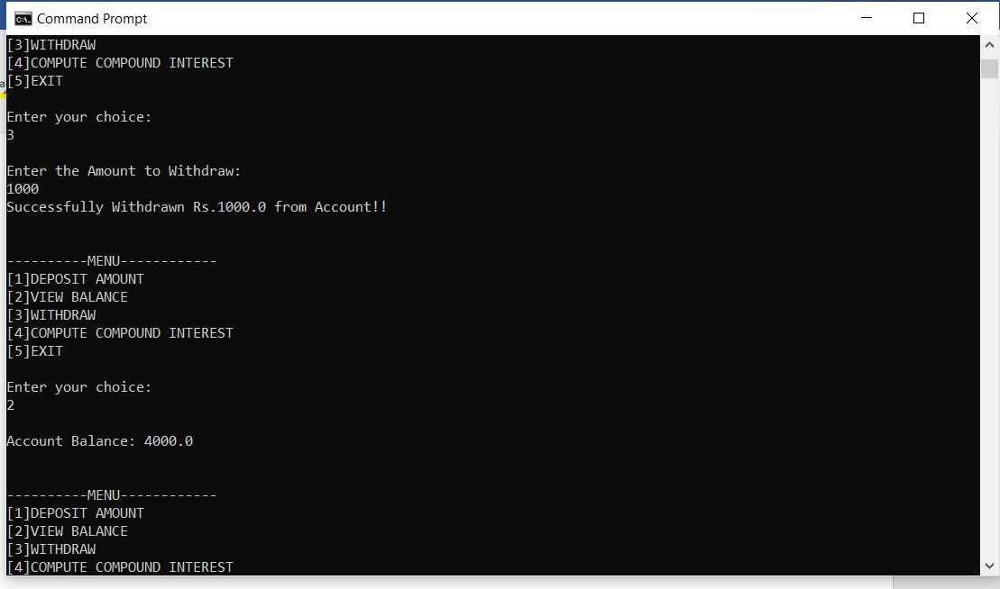 Command Prompt
[3]WITHDRAW
[4]COMPUTE COMPOUND INTEREST
[5]EXIT
Enter your choice:
3
Enter the Amount to Withdraw:
1000
Successfully Withdrawn Rs.1000.0 from Account!!
----------MENU------------
[1]DEPOSIT AMOUNT
[2]VIEW BALANCE
[3]WITHDRAW
[4]COMPUTE COMPOUND INTEREST
[5]EXIT
Enter your choice:
2
Account Balance: 4000.0
----------MENU------------
[1]DEPOSIT AMOUNT
[2]VIEW BALANCE
[3]WITHDRAW
[4]COMPUTE COMPOUND INTEREST